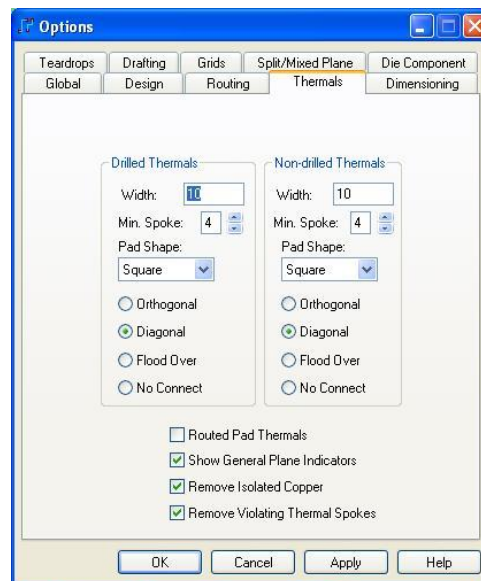 Options
Teardrops Drafting Grids Split/Mixed Plane Die Component
Global Design Routing Thermals Dimensioning
Drilled Thermals Non-drilled Thermals
Width: 10 Width: 10
Min. Spoke: 4 Min. Spoke: 4
Pad Shape: Pad Shape:
Square Square
Orthogonal Orthogonal
Diagonal Diagonal
Flood Over Flood Over
No Connect No Connect
Routed Pad Thermals
Show General Plane Indicators
Remove Isolated Copper
Remove Violating Thermal Spokes
OK Cancel Apply Help